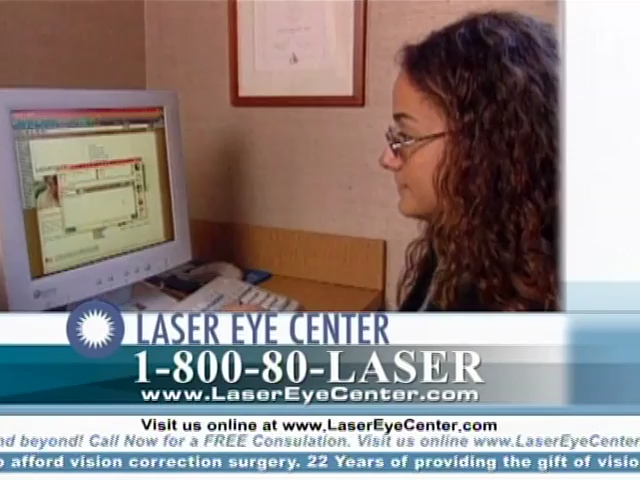 LASER EYE CENTER
1-800-80-LASER
www.LaserEyeCenter.com
Visit us online at www.LaserEyeCenter.com
nd beyond! Call Now for a FREE Consulation. Visit us online www.LaserEyeCenter
o afford vision correction surgery. 22 Years of providing the gift of visio